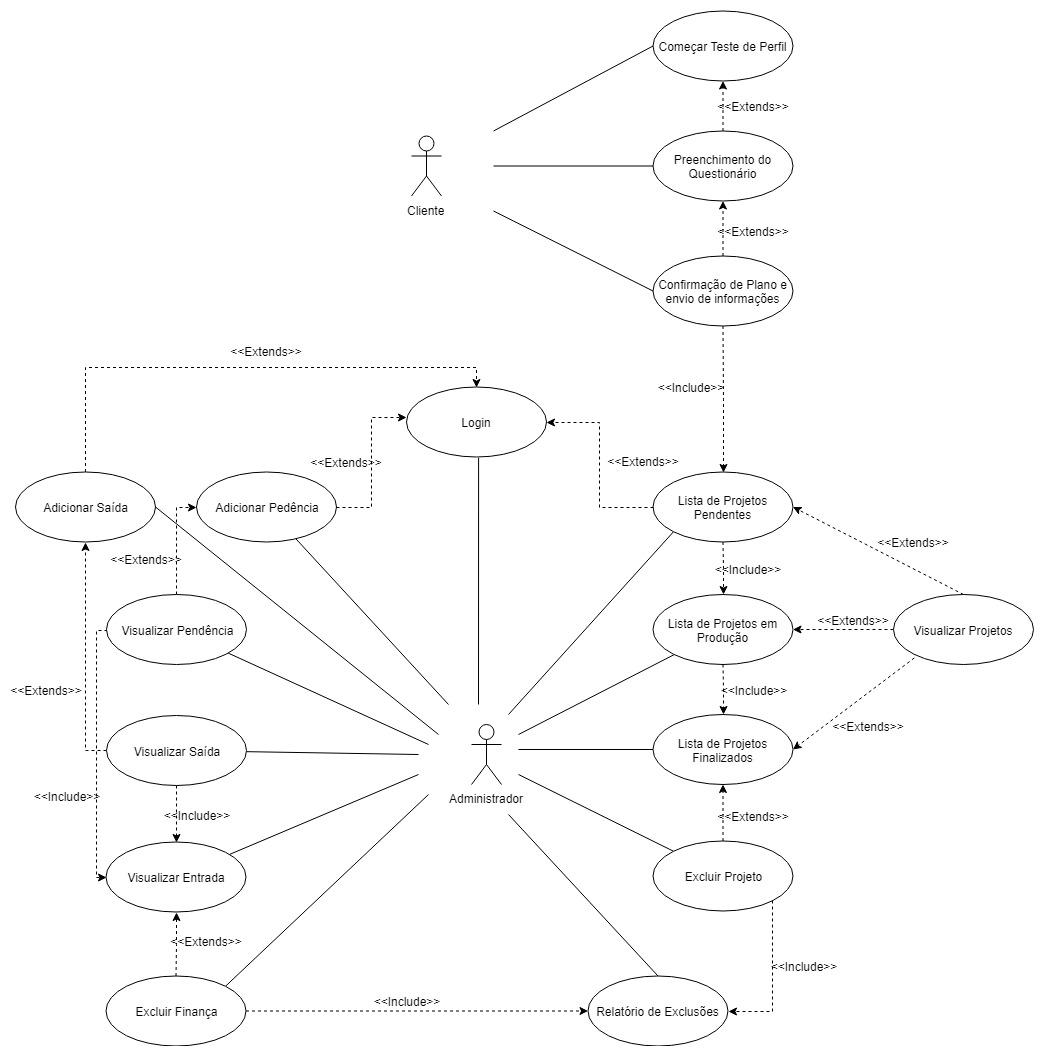 Começar Teste de Perfil
<<Extends>>
Preenchimento do
Questionário
Cliente
<<Extends>>
Confirmação de Plano e
envio de informações
<<Extends>>
<<Include>>
Login
<<Extends>>
<<Extends>>
Adicionar Saída
Adicionar Pedência
Lista de Projetos
Pendentes
<<Extends>>
<<Extends>>
<<Include>>
Visualizar Pendência
Lista de Projetos em
Produção
<<Extends>>
Visualizar Projetos
<<Extends>>
<<Include>>
<<Extends>>
Visualizar Saída
Lista de Projetos
Finalizados
Administrador
<<Include>>
<<Include>>
<<Extends>>
Visualizar Entrada
Excluir Projeto
<<Extends>>
<<Include>>
<<Include>>
Excluir Finança
Relatório de Exclusões